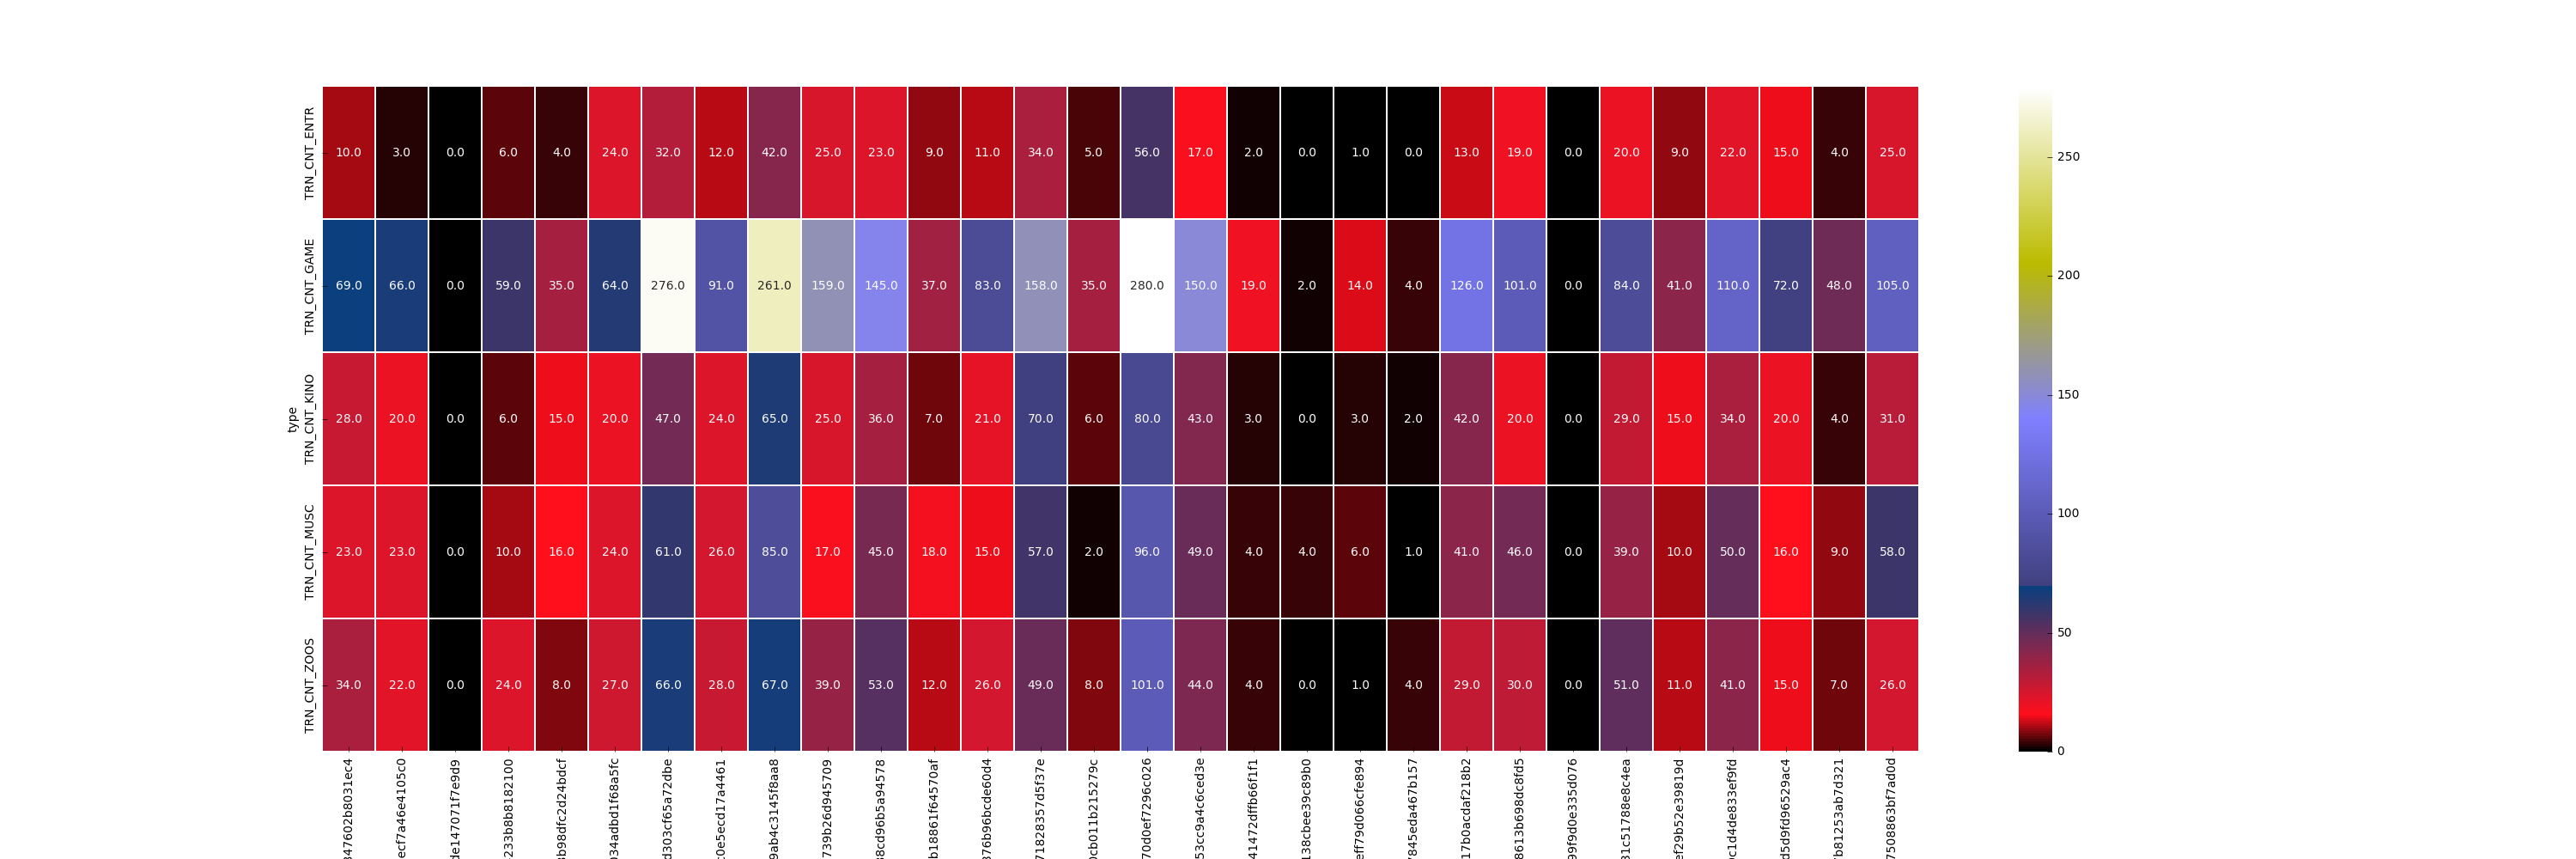 TRN_CNT_ENTR 10.0 3.0 0.0 6.0 4.0 24.0 32.0 12.0 42.0 25.0 23.0 9.0 11.0 34.0 5.0 56.0 17.0 2.0 0.0 1.0 0.0 13.0 19.0 0.0 20.0 9.0 22.0 15.0 4.0 25.0
TRN_CNT_GAME 69.0 66.0 0.0 59.0 35.0 64.0 276.0 91.0 261.0 159.0 145.0 37.0 83.0 158.0 35.0 280.0 150.0 19.0 2.0 14.0 4.0 126.0 101.0 0.0 84.0 41.0 110.0 72.0 48.0 105.0
type
TRN_CNT_KINO 28.0 20.0 0.0 6.0 15.0 20.0 47.0 24.0 65.0 25.0 36.0 7.0 21.0 70.0 6.0 80.0 43.0 3.0 0.0 3.0 2.0 42.0 20.0 0.0 29.0 15.0 34.0 20.0 4.0 31.0
TRN_CNT_MUSC 23.0 23.0 0.0 10.0 16.0 24.0 61.0 26.0 85.0 17.0 45.0 18.0 15.0 57.0 2.0 96.0 49.0 4.0 4.0 6.0 1.0 41.0 46.0 0.0 39.0 10.0 50.0 16.0 9.0 58.0
TRN_CNT_ZOOS 34.0 22.0 0.0 24.0 8.0 27.0 66.0 28.0 67.0 39.0 53.0 12.0 26.0 49.0 8.0 101.0 44.0 4.0 0.0 1.0 4.0 29.0 30.0 0.0 51.0 11.0 41.0 15.0 7.0 26.0
250
200
150
100
50
0